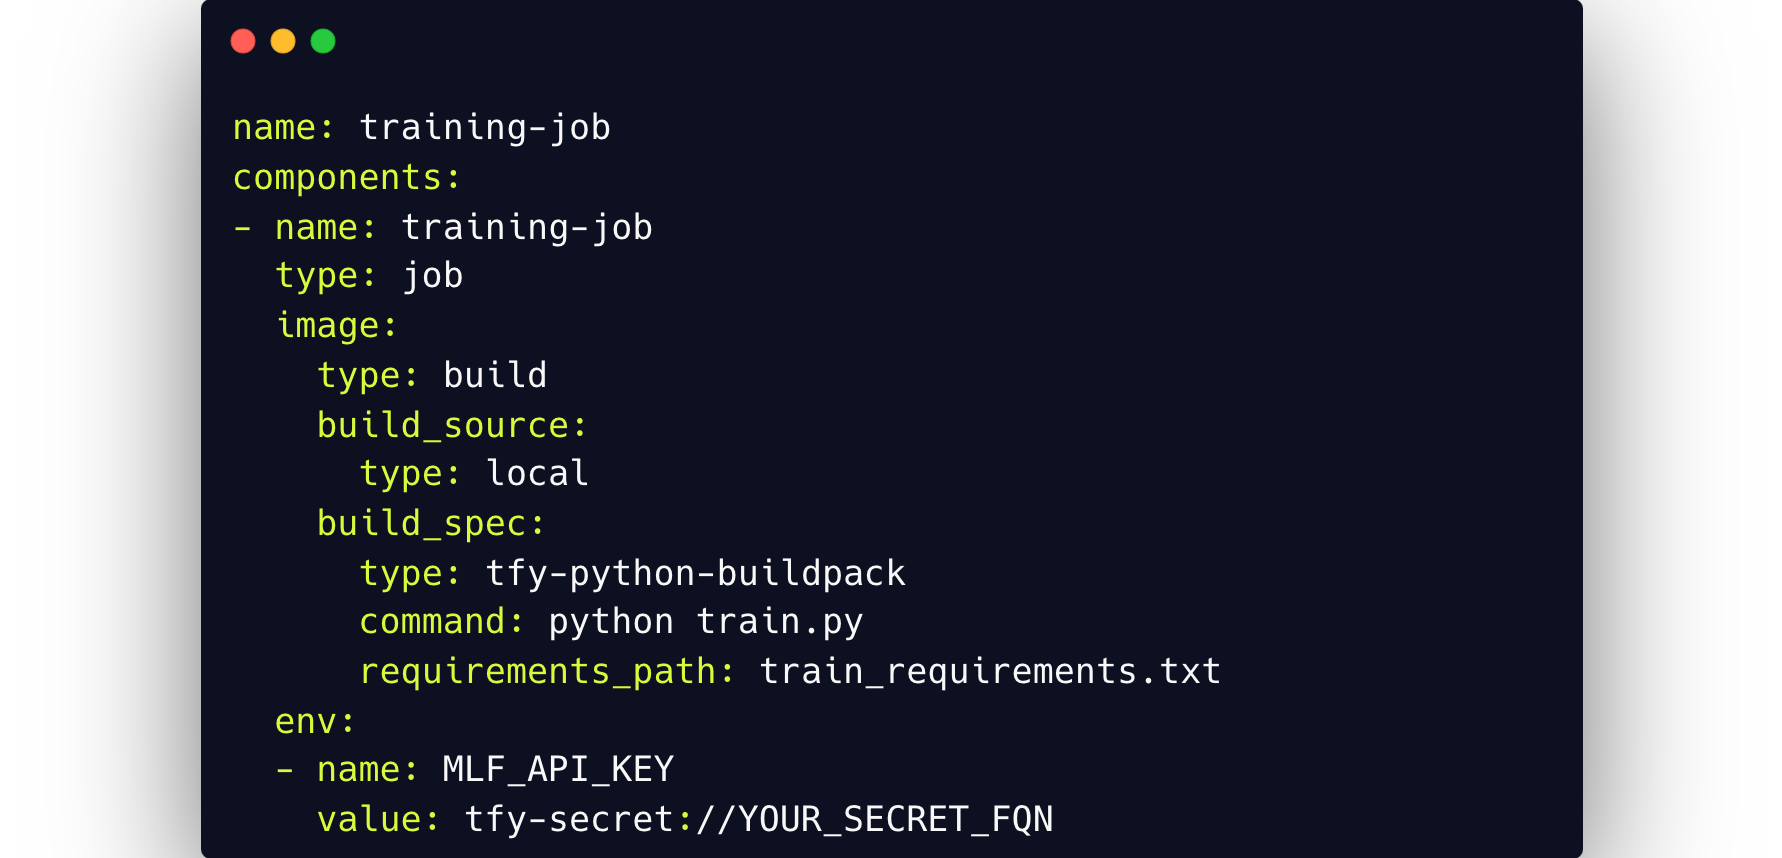 name: training-job
components:
- name: training-job
  type: job
  image:
    type: build
    build_source:
      type: local
    build_spec:
      type: tfy-python-buildpack
      command: python train.py
      requirements_path: train_requirements.txt
  env:
  - name: MLF_API_KEY
    value: tfy-secret://YOUR_SECRET_FQN